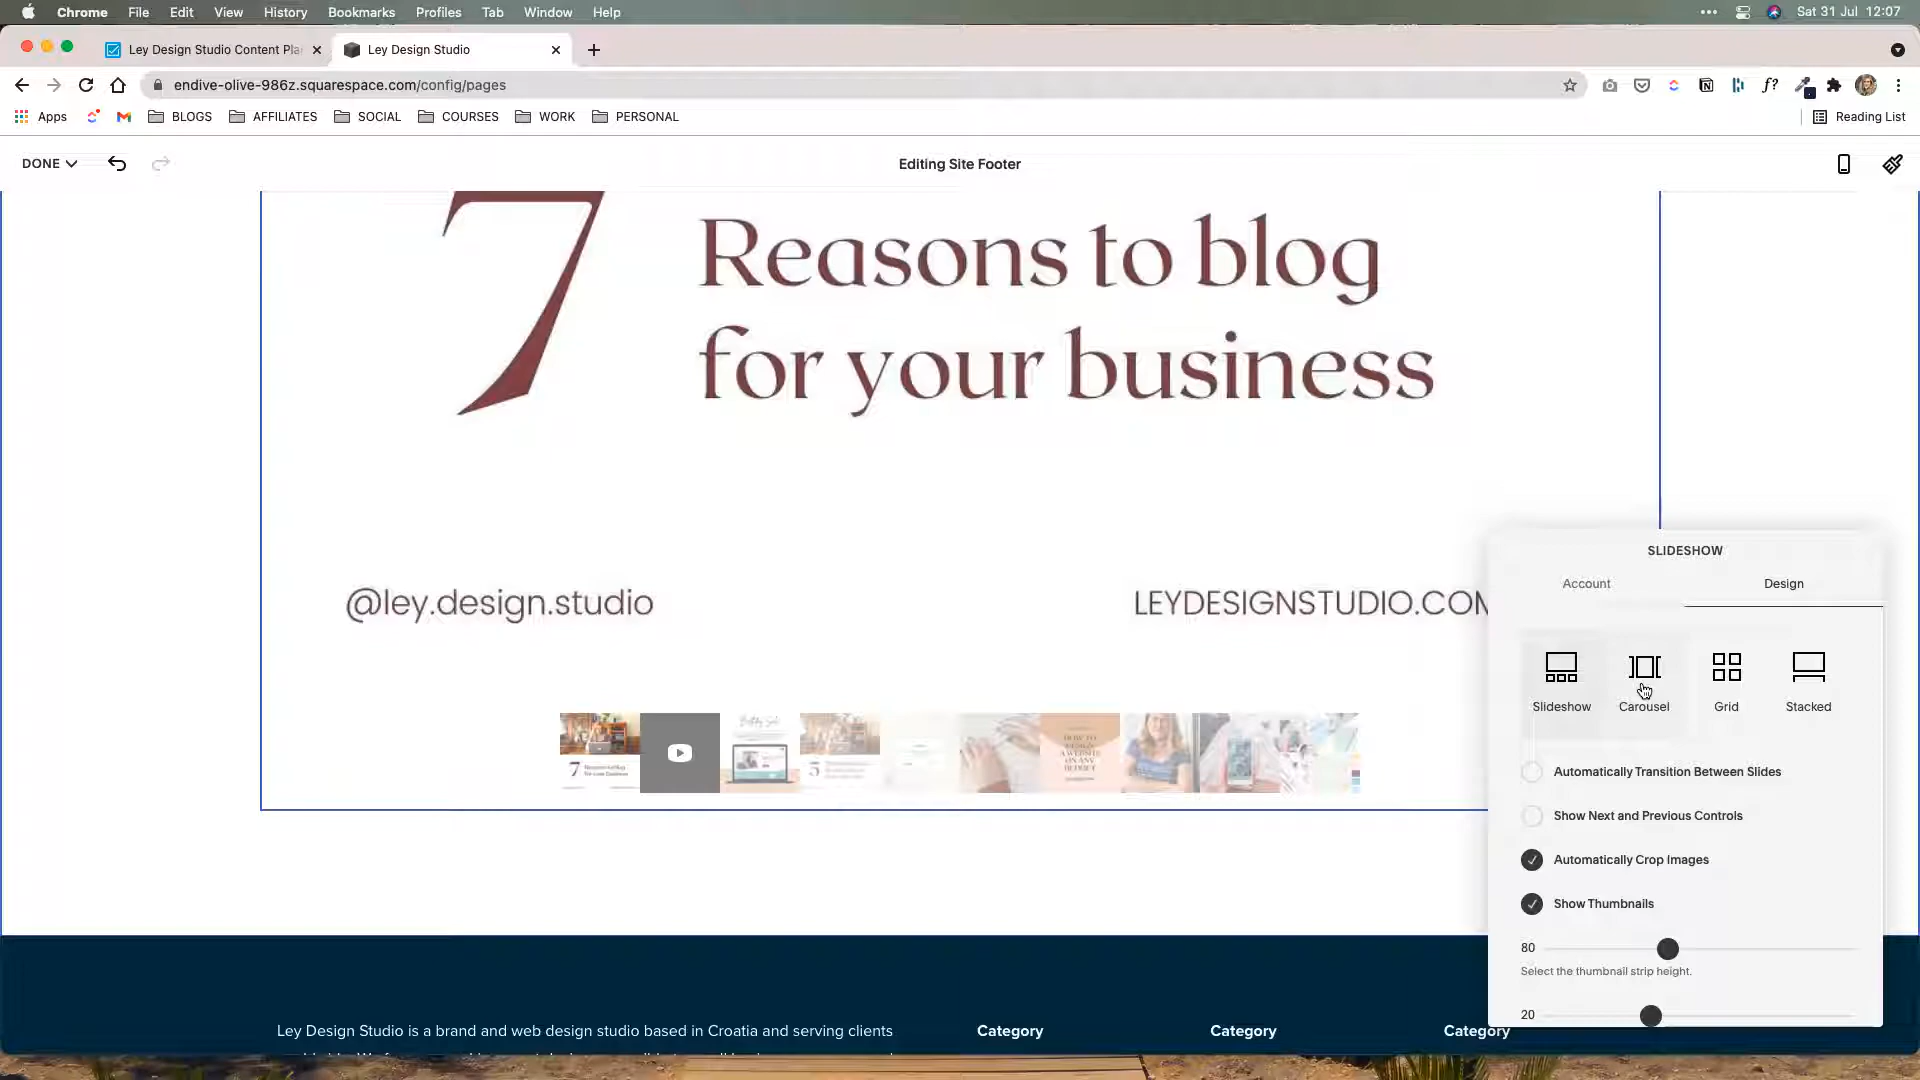 Chrome File Edit View History Bookmarks Profiles Tab Window Help
Sat 31 Jul 12:07
Ley Design Studio Content Pla
Ley Design Studio
endive-olive-986z.squarespace.com/config/pages
Apps
BLOGS
AFFILIATES
SOCIAL
COURSES
WORK
PERSONAL
Reading List
DONE
Editing Site Footer
7 Reasons to blog
for your business
@ley.design.studio
LEYDESIGNSTUDIO.COM
SLIDESHOW
Account
Design
Slideshow
Carousel
Grid
Stacked
Automatically Transition Between Slides
Show Next and Previous Controls
Automatically Crop Images
Show Thumbnails
80
Select the thumbnail strip height.
20
Ley Design Studio is a brand and web design studio based in Croatia and serving clients
Category
Category
Category